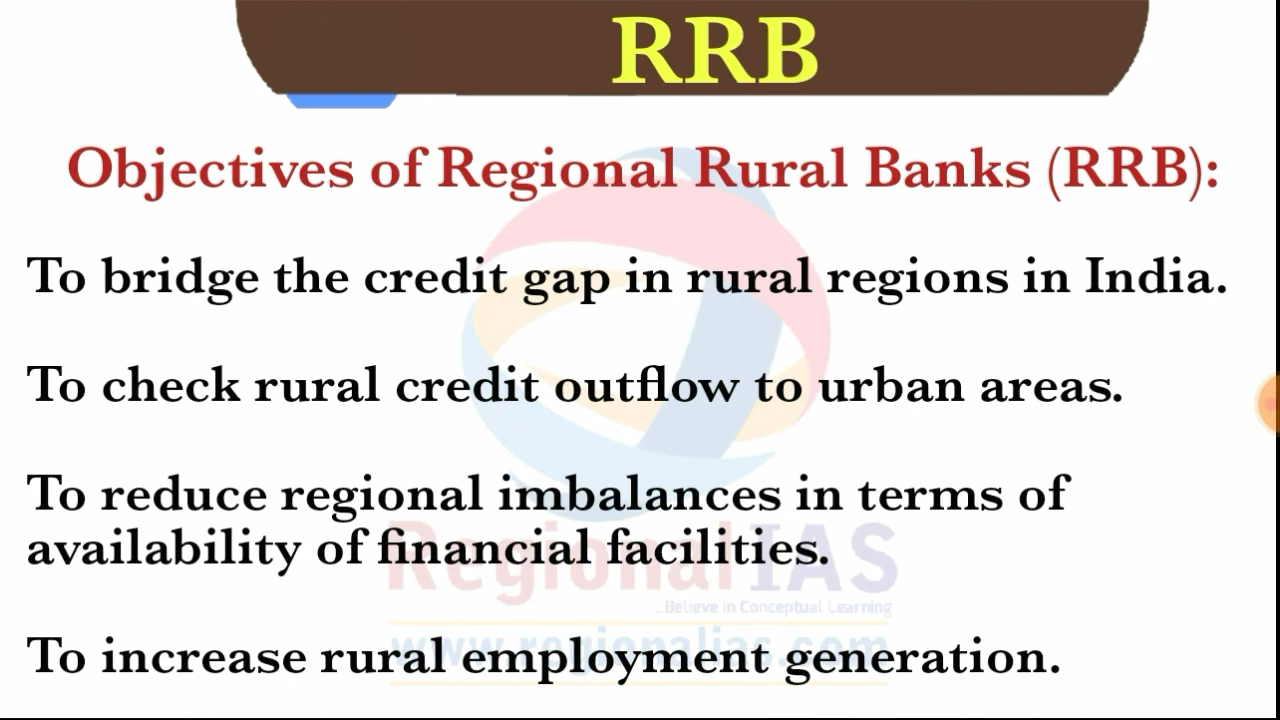 RRB
Objectives of Regional Rural Banks (RRB):
To bridge the credit gap in rural regions in India.
To check rural credit outflow to urban areas.
To reduce regional imbalances in terms of
availability of financial facilities.
Regional IAS
..Believe in Conceptual Learning
www.regionalias.com
To increase rural employment generation.